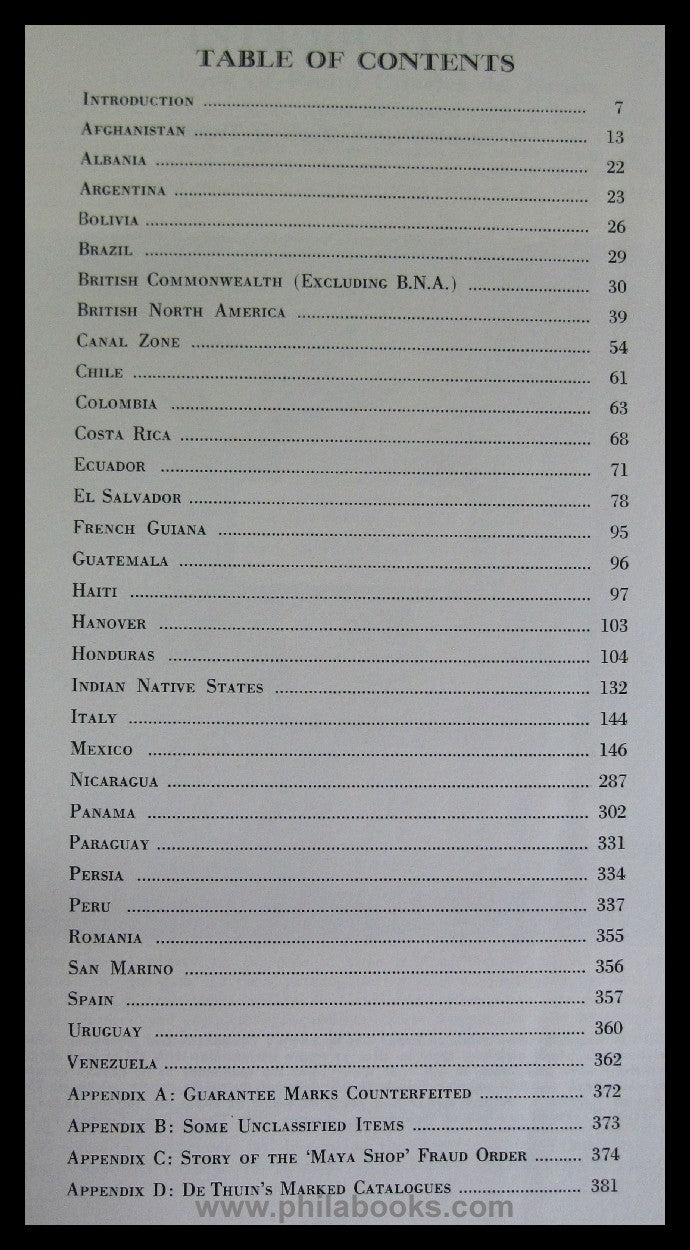 TABLE OF CONTENTS
INTRODUCTION ........ 7
AFGHANISTAN ........ 13
ALBANIA ........ 22
ARGENTINA ........ 23
BOLIVIA ........ 26
BRAZIL ........ 29
BRITISH COMMONWEALTH (EXCLUDING B.N.A.) ........ 30
BRITISH NORTH AMERICA ........ 39
CANAL ZONE ........ 54
CHILE ........ 61
COLOMBIA ........ 63
COSTA RICA ........ 68
ECUADOR ........ 71
EL SALVADOR ........ 78
FRENCH GUIANA ........ 95
GUATEMALA ........ 96
HAITI ........ 97
HANOVER ........ 103
HONDURAS ........ 104
INDIAN NATIVE STATES ........ 132
ITALY ........ 144
MEXICO ........ 146
NICARAGUA ........ 287
PANAMA ........ 302
PARAGUAY ........ 331
PERSIA ........ 334
PERU ........ 337
ROMANIA ........ 355
SAN MARINO ........ 356
SPAIN ........ 357
URUGUAY ........ 360
VENEZUELA ........ 362
APPENDIX A: GUARANTEE MARKS COUNTERFEITED ........ 372
APPENDIX B: SOME UNCLASSIFIED ITEMS ........ 373
APPENDIX C: STORY OF THE 'MAYA SHOP' FRAUD ORDER ........ 374
APPENDIX D: DE THUIN'S MARKED CATALOGUES ........ 381
www.philabooks.com